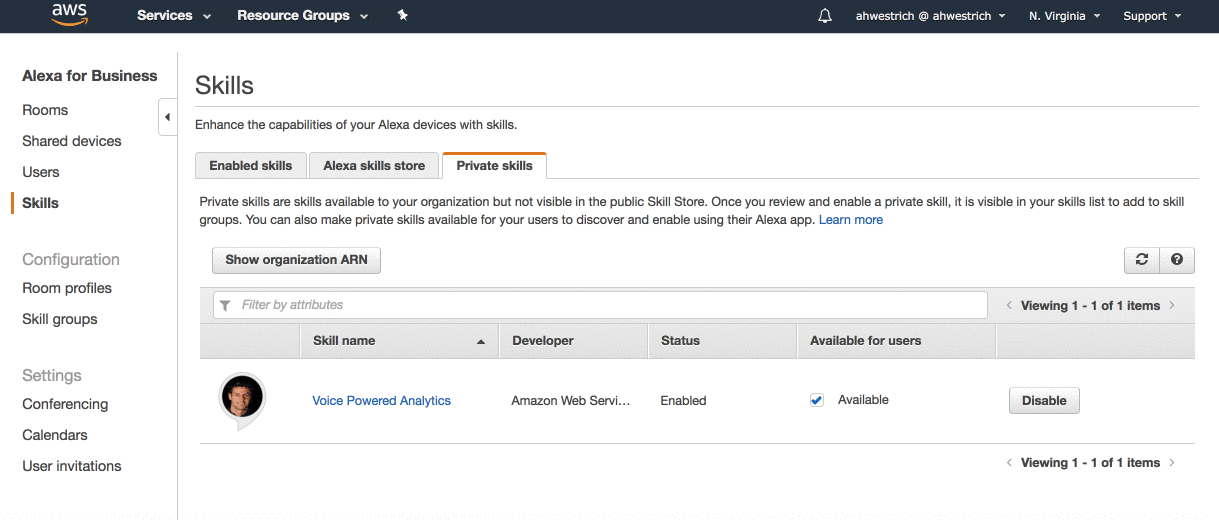 aws Services Resource Groups ahwestrich @ ahwestrich N. Virginia Support
Alexa for Business
Rooms
Shared devices
Users
Skills
Configuration
Room profiles
Skill groups
Settings
Conferencing
Calendars
User invitations
Skills
Enhance the capabilities of your Alexa devices with skills.
Enabled skills Alexa skills store Private skills
Private skills are skills available to your organization but not visible in the public Skill Store. Once you review and enable a private skill, it is visible in your skills list to add to skill
groups. You can also make private skills available for your users to discover and enable using their Alexa app. Learn more
Show organization ARN
Filter by attributes Viewing 1 - 1 of 1 items
Skill name Developer Status Available for users
Voice Powered Analytics Amazon Web Servi... Enabled Available Disable
Viewing 1 - 1 of 1 items